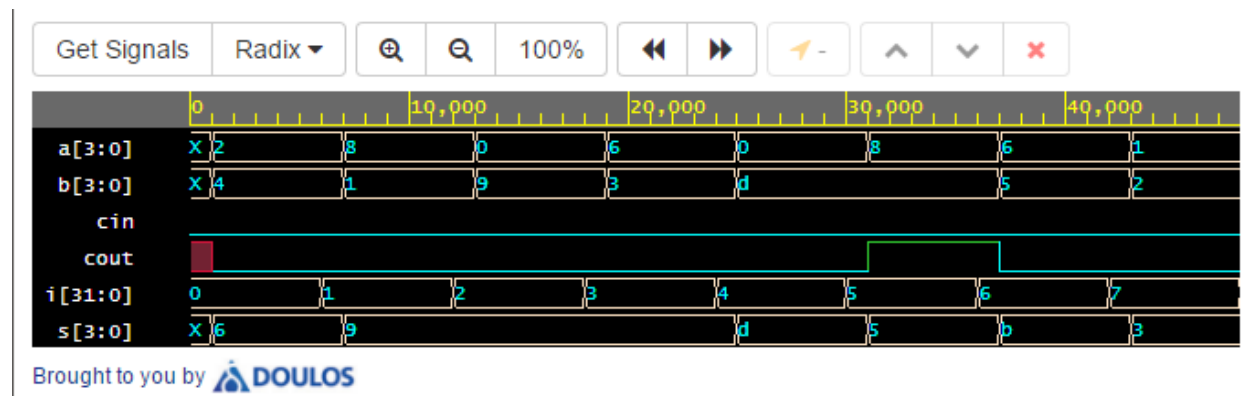 Get Signals Radix 100% -
0 10,000 20,000 30,000 40,000
a[3:0] X 2 8 0 6 0 8 6 1
b[3:0] X 4 1 9 3 d 5 2
cin
cout
i[31:0] 0 1 2 3 4 5 6 7
s[3:0] X 6 9 d 5 b 3
Brought to you by DOULOS